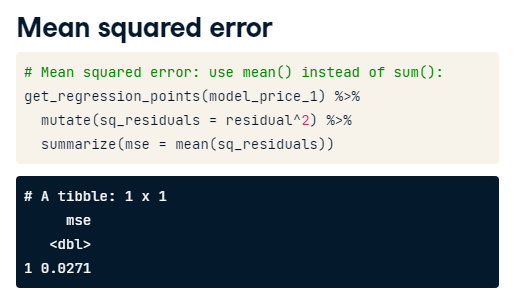 Mean squared error
# Mean squared error: use mean() instead of sum():
get_regression_points(model_price_1) %>%
  mutate(sq_residuals = residual^2) %>%
  summarize(mse = mean(sq_residuals))
# A tibble: 1 x 1
     mse
   <dbl>
1 0.0271